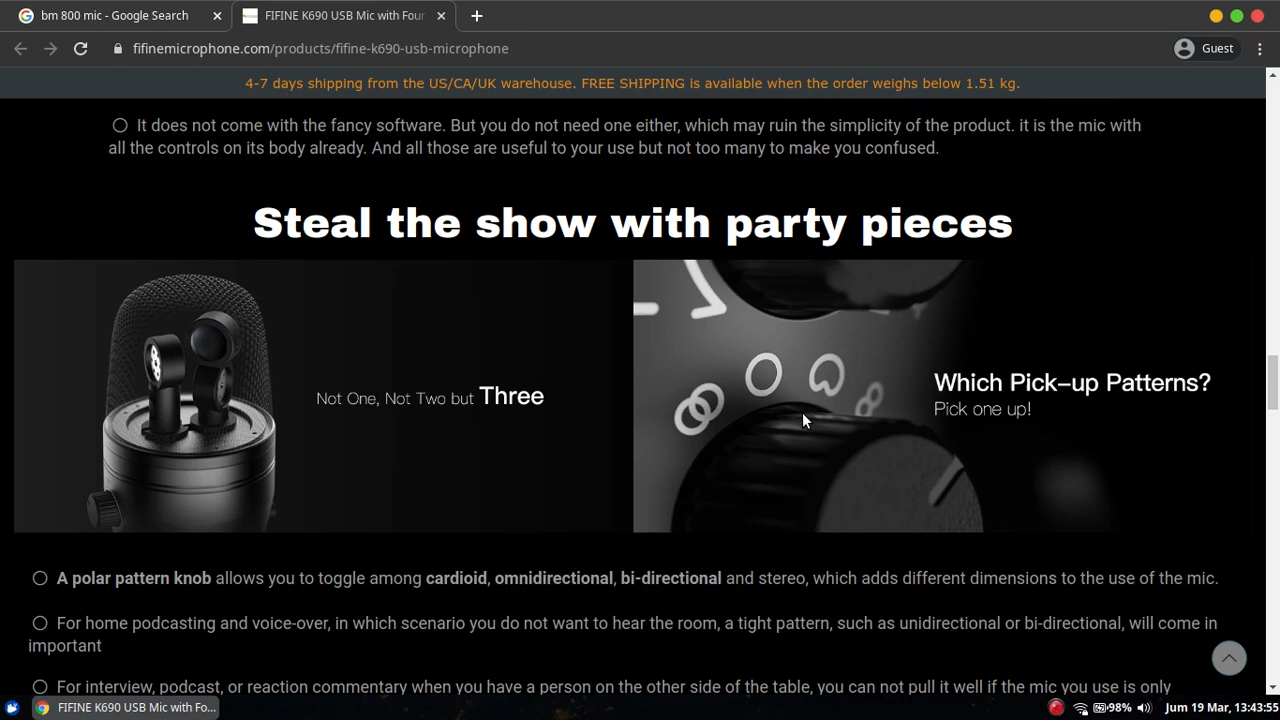 bm 800 mic - Google Search
FIFINE K690 USB Mic with Four
fifinemicrophone.com/products/fifine-k690-usb-microphone
Guest
4-7 days shipping from the US/CA/UK warehouse. FREE SHIPPING is available when the order weighs below 1.51 kg.
It does not come with the fancy software. But you do not need one either, which may ruin the simplicity of the product. it is the mic with
all the controls on its body already. And all those are useful to your use but not too many to make you confused.
Steal the show with party pieces
Not One, Not Two but Three
Which Pick-up Patterns?
Pick one up!
A polar pattern knob allows you to toggle among cardioid, omnidirectional, bi-directional and stereo, which adds different dimensions to the use of the mic.
For home podcasting and voice-over, in which scenario you do not want to hear the room, a tight pattern, such as unidirectional or bi-directional, will come in
important
For interview, podcast, or reaction commentary when you have a person on the other side of the table, you can not pull it well if the mic you use is only
FIFINE K690 USB Mic with Fo...
98%
Jum 19 Mar, 13:43:55